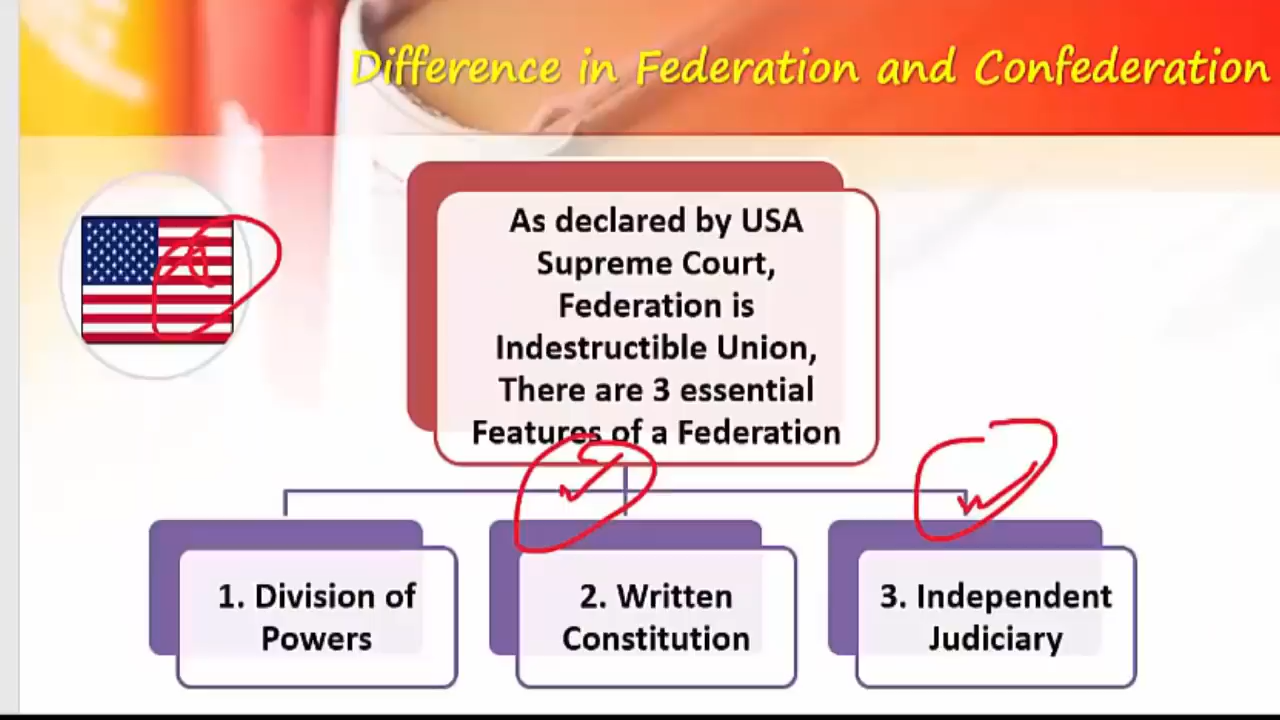 Difference in Federation and Confederation
As declared by USA
Supreme Court,
Federation is
Indestructible Union,
There are 3 essential
Features of a Federation
1. Division of
Powers
2. Written
Constitution
3. Independent
Judiciary